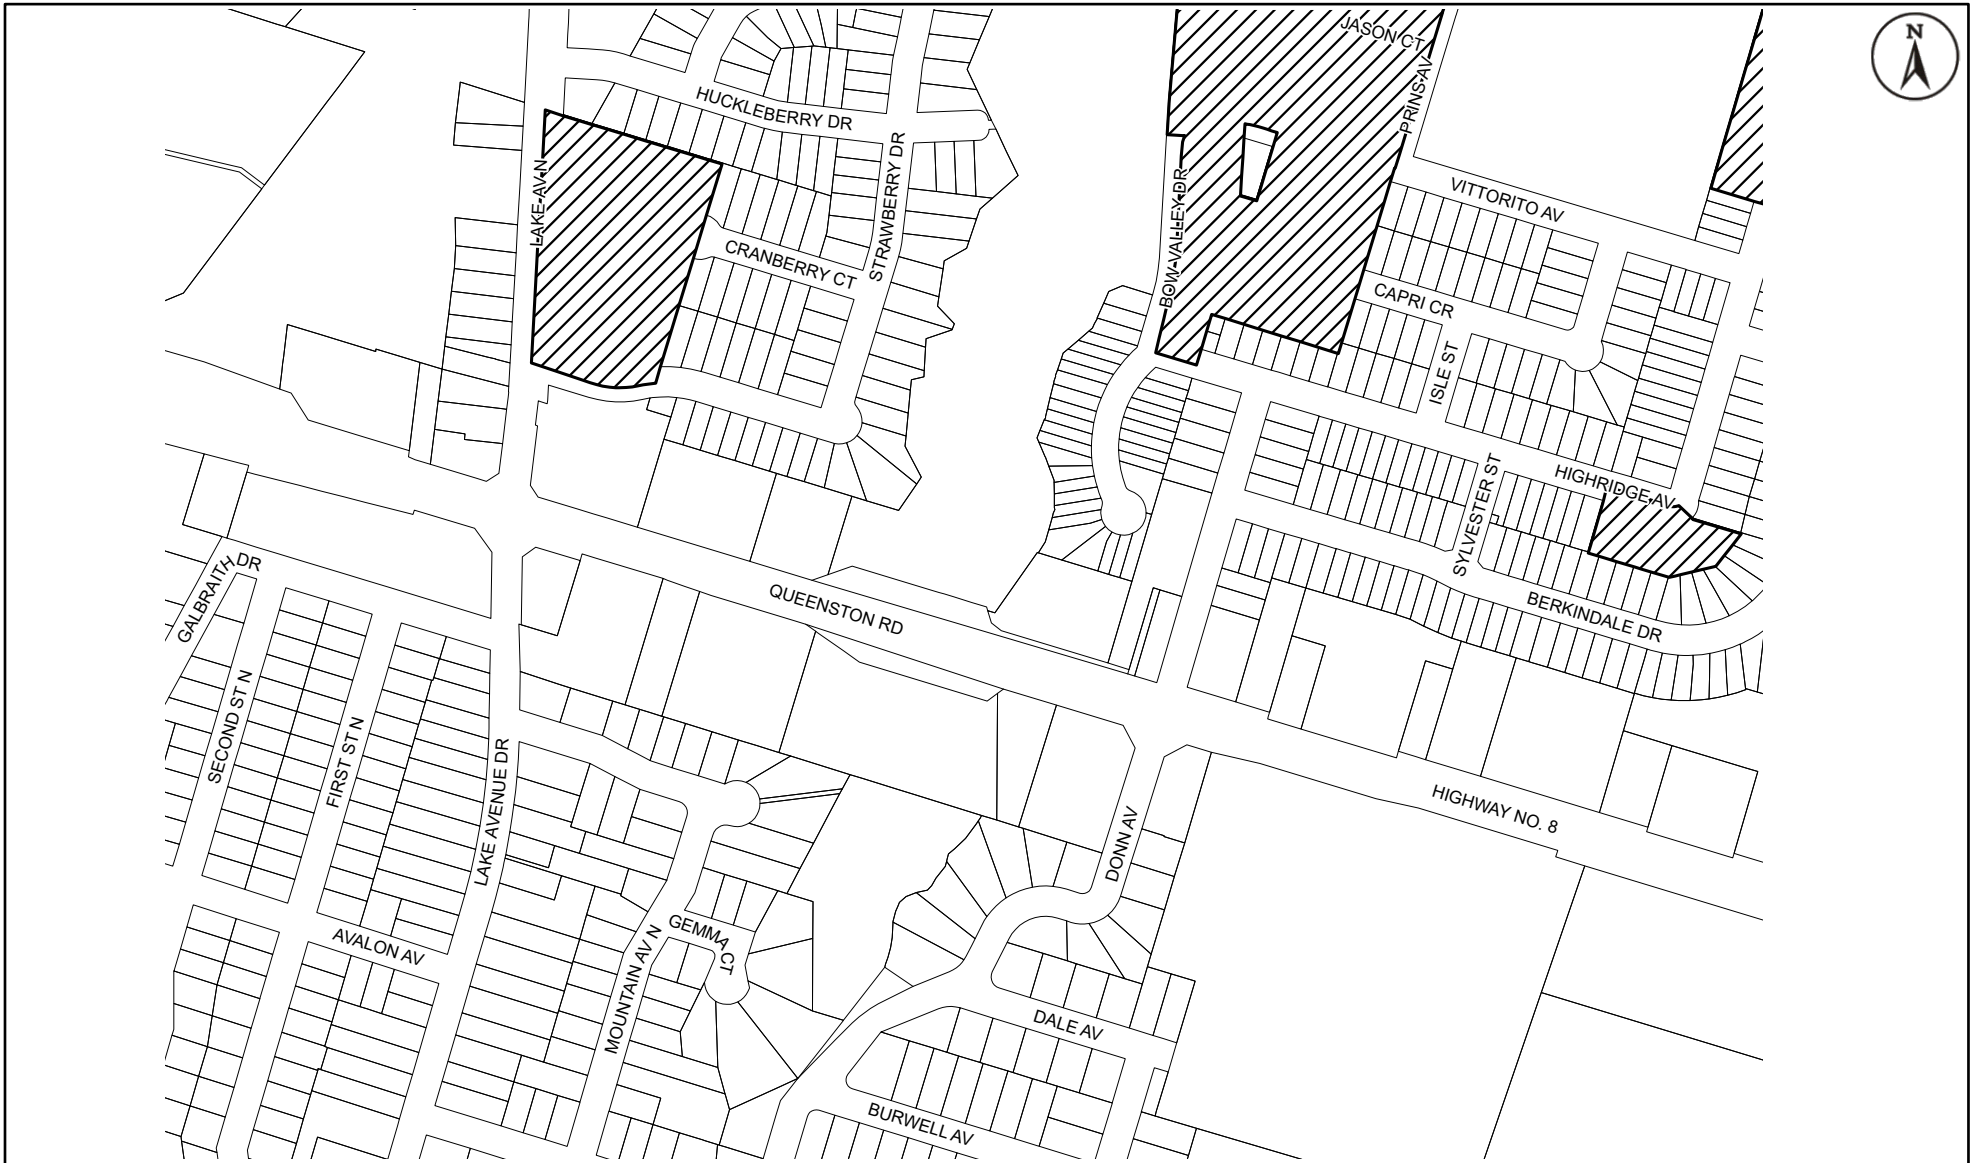 N
JASON CT
PRINS AV
HUCKLEBERRY DR
STRAWBERRY DR
LAKE AV N
CRANBERRY CT
BOW VALLEY DR
VITTORITO AV
CAPRI CR
ISLE ST
HIGHRIDGE AV
SYLVESTER ST
BERKINDALE DR
GALBRAITH DR
QUEENSTON RD
SECOND ST N
FIRST ST N
LAKE AVENUE DR
HIGHWAY NO. 8
DONN AV
AVALON AV
GEMMA CT
MOUNTAIN AV N
DALE AV
BURWELL AV